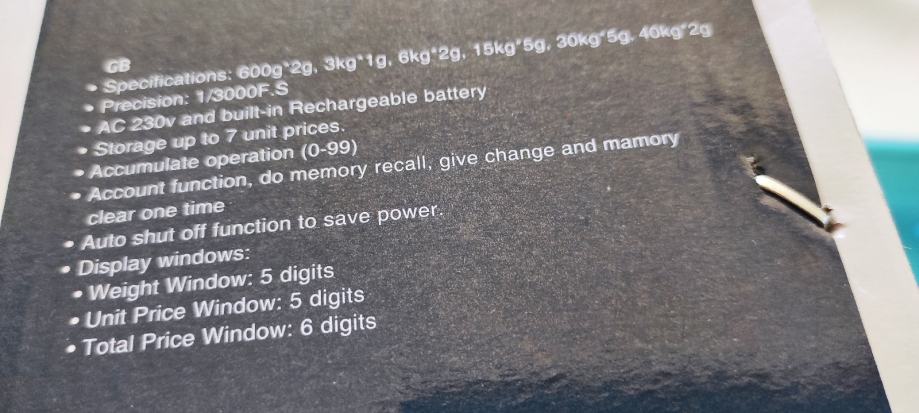 GB
• Specifications: 600g*2g, 3kg*1g, 6kg*2g, 15kg*5g, 30kg*5g, 40kg*2g
• Precision: 1/3000F.S
• AC 230v and built-in Rechargeable battery
• Storage up to 7 unit prices.
• Accumulate operation (0-99)
• Account function, do memory recall, give change and mamory
clear one time
• Auto shut off function to save power.
• Display windows:
• Weight Window: 5 digits
• Unit Price Window: 5 digits
• Total Price Window: 6 digits